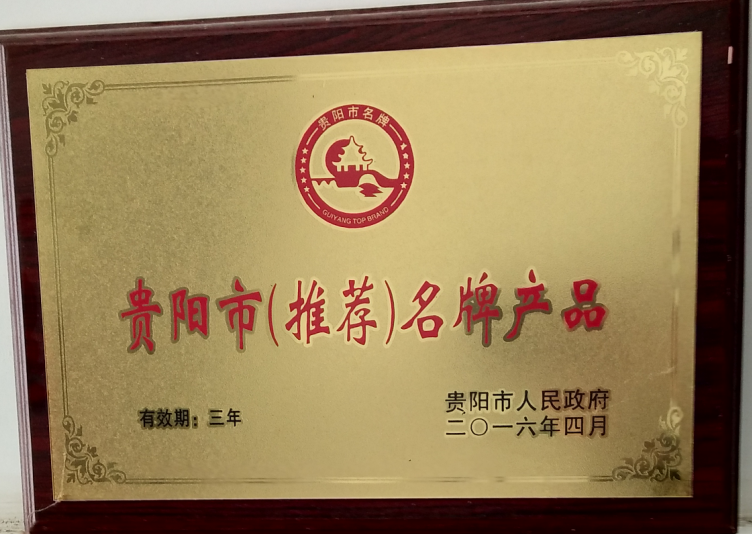 贵阳市名牌
GUIYANG TOP BRAND
贵阳市(推荐)名牌产品
有效期：三年
贵阳市人民政府
二〇一六年四月